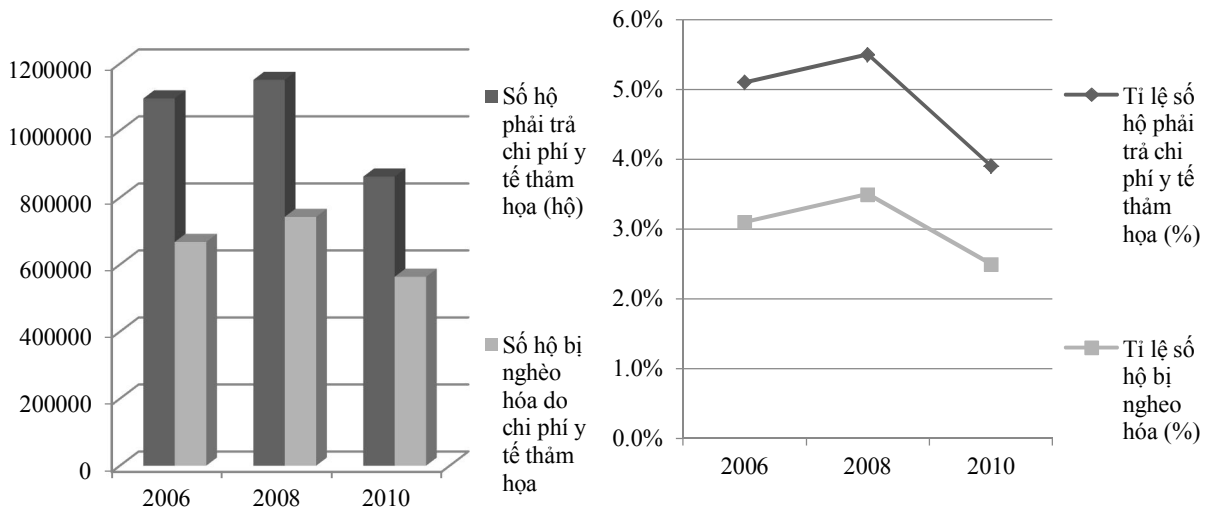 1200000
1000000
800000
600000
400000
200000
0
2006 2008 2010
Số hộ
phải trả
chi phí y
tế thảm
họa (hộ)
Số hộ bị
nghèo
hóa do
chi phí y
tế thảm
họa
6.0%
5.0%
4.0%
3.0%
2.0%
1.0%
0.0%
2006 2008 2010
Tỉ lệ số
hộ phải
trả chi
phí y tế
thảm
họa (%)
Tỉ lệ số
hộ bị
ngheo
hóa (%)